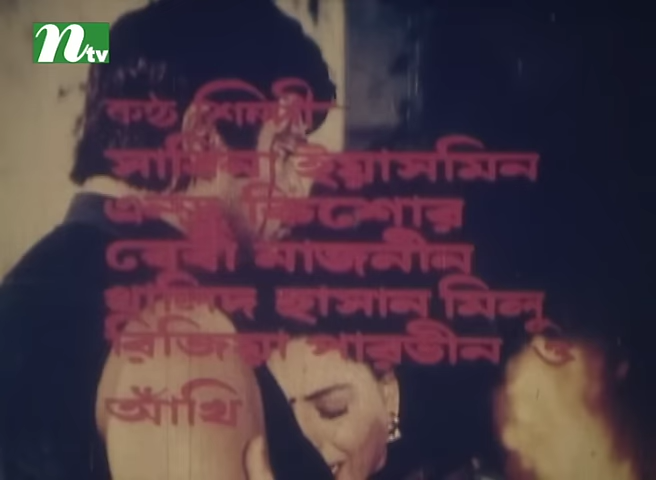 ntv
কণ্ঠ শিল্পী
সাবিনা ইয়াসমিন
এন্ড্রু কিশোর
বেবী নাজনীন
খালিদ হাসান মিলু
রিজিয়া পারভীন ও
আঁখি